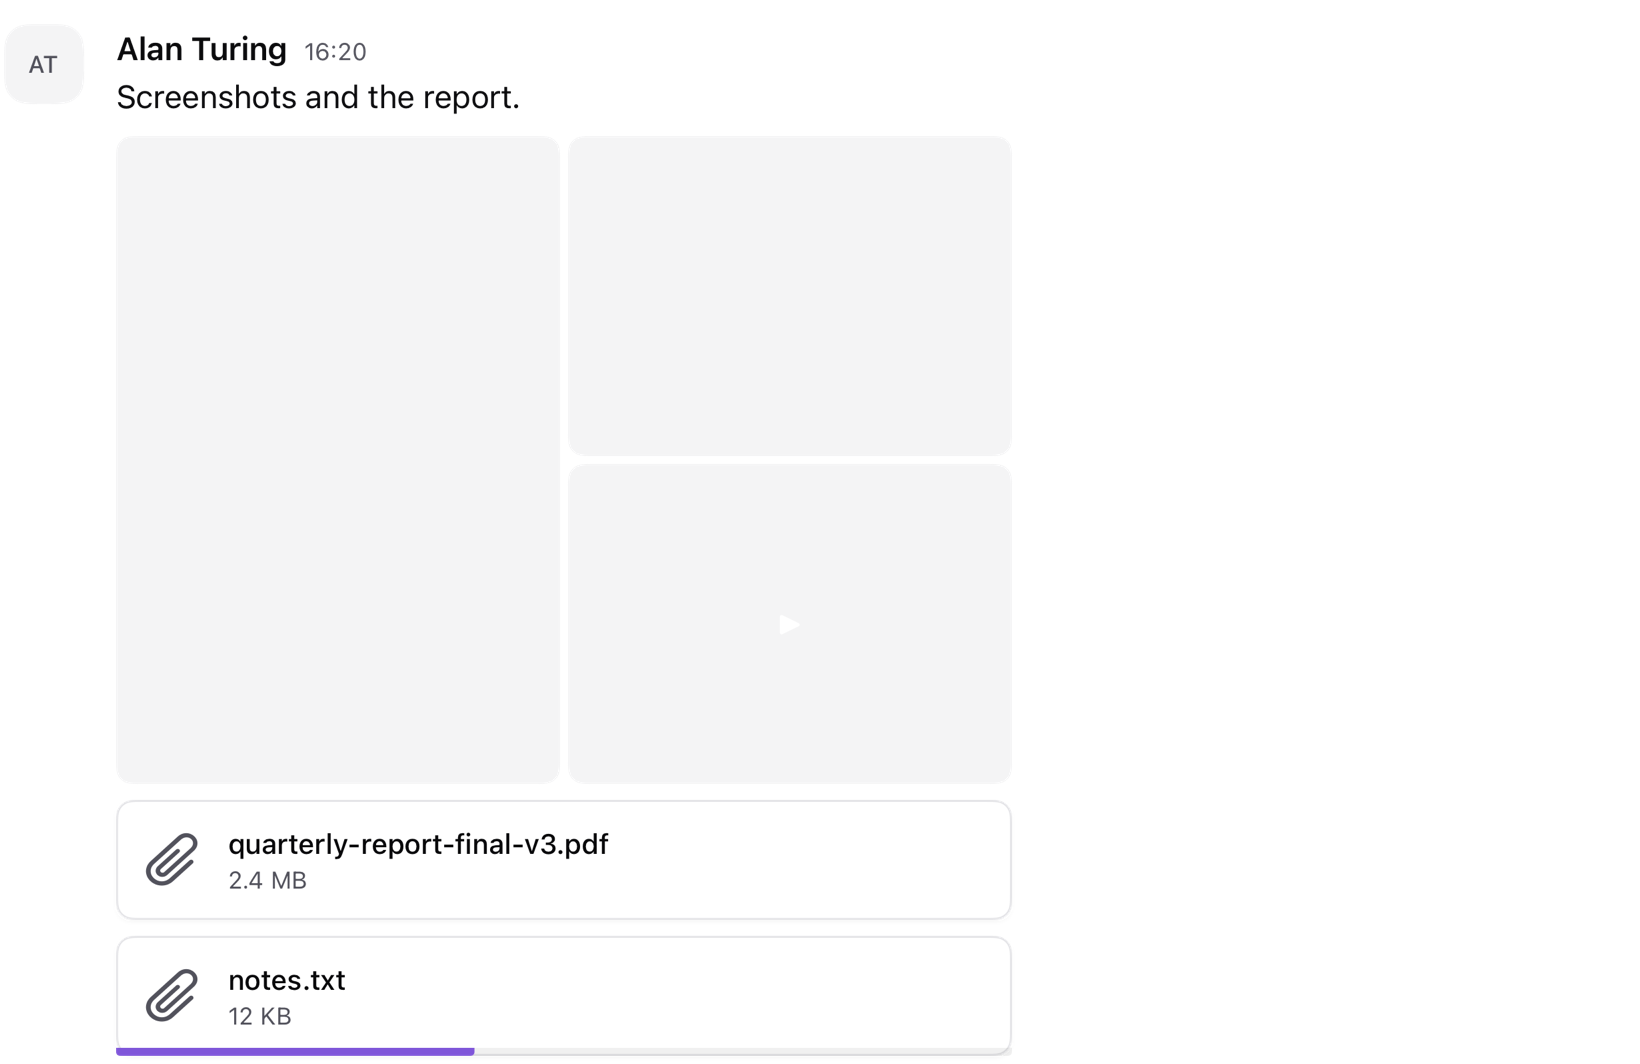 AT
Alan Turing 16:20
Screenshots and the report.
quarterly-report-final-v3.pdf
2.4 MB
notes.txt
12 KB